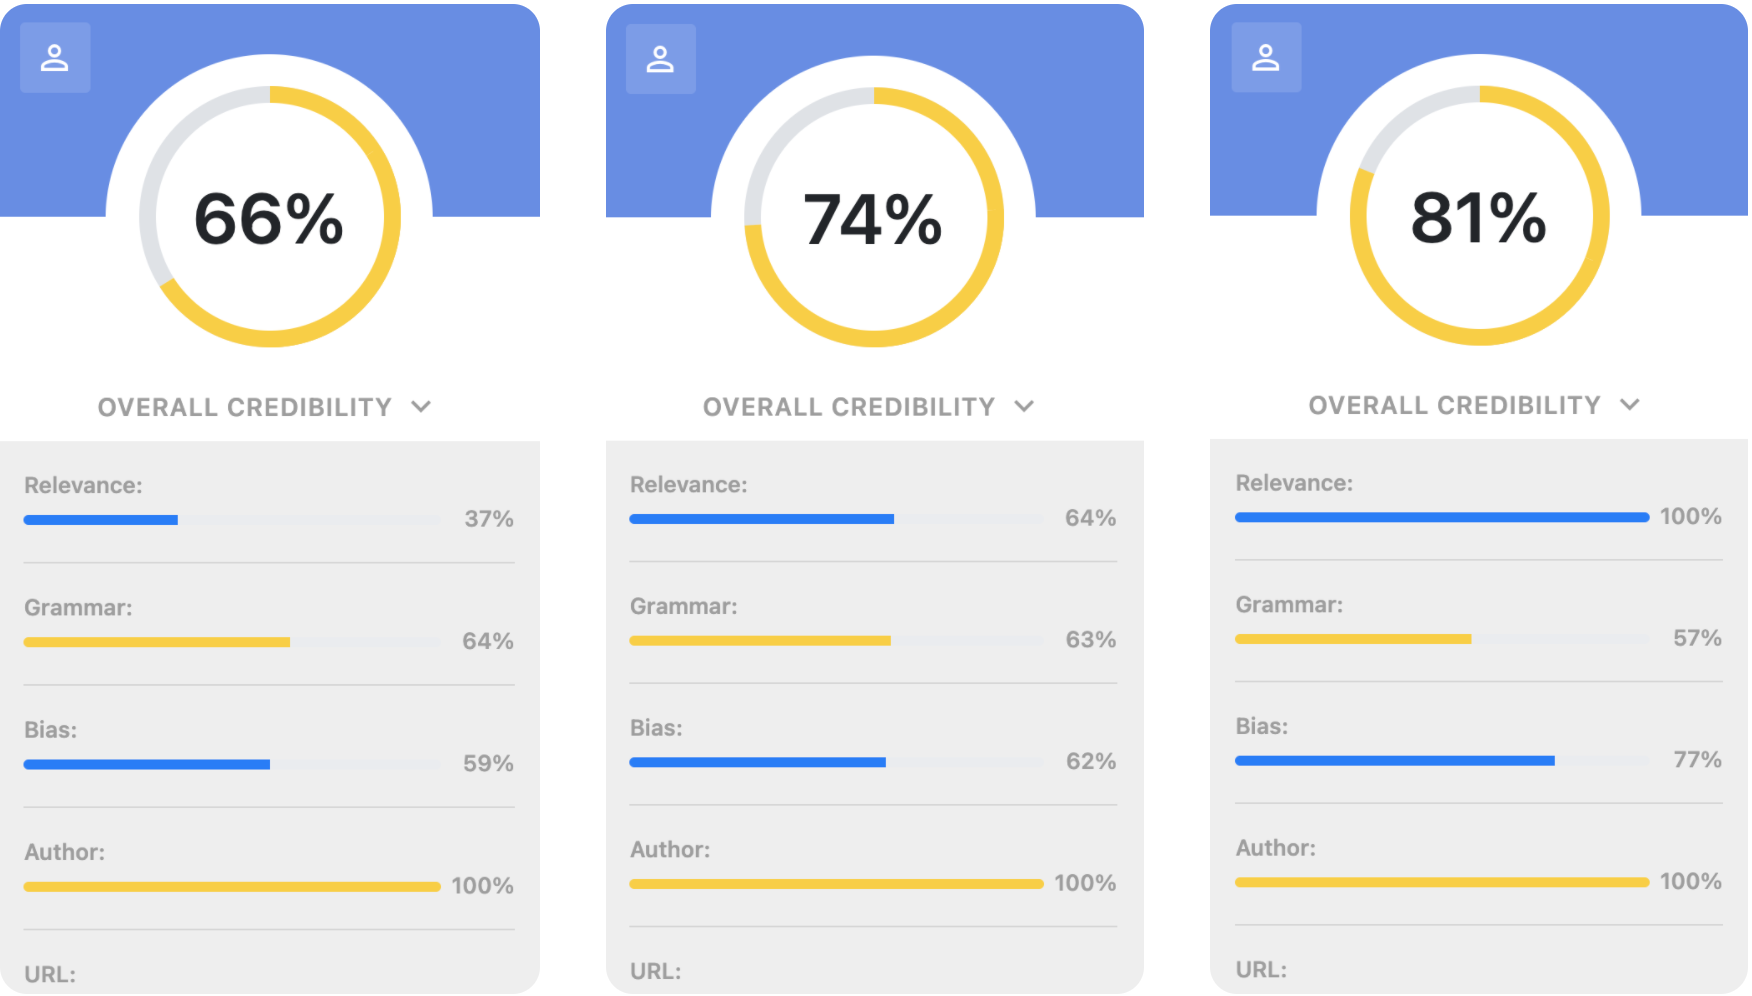 66%
OVERALL CREDIBILITY
Relevance:
37%
Grammar:
64%
Bias:
59%
Author:
100%
URL:
74%
OVERALL CREDIBILITY
Relevance:
64%
Grammar:
63%
Bias:
62%
Author:
100%
URL:
81%
OVERALL CREDIBILITY
Relevance:
100%
Grammar:
57%
Bias:
77%
Author:
100%
URL: